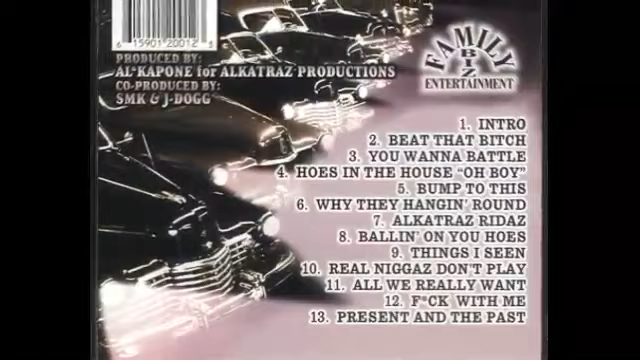 6 15901 20012 8
PRODUCED BY:
AL*KAPONE for ALKATRAZ PRODUCTIONS
CO-PRODUCED BY:
SMK & J-DOGG
FAMILY
BIZ
ENTERTAINMENT
1. INTRO
2. BEAT THAT BITCH
3. YOU WANNA BATTLE
4. HOES IN THE HOUSE "OH BOY"
5. BUMP TO THIS
6. WHY THEY HANGIN' ROUND
7. ALKATRAZ RIDAZ
8. BALLIN' ON YOU HOES
9. THINGS I SEEN
10. REAL NIGGAZ DON'T PLAY
11. ALL WE REALLY WANT
12. F*CK WITH ME
13. PRESENT AND THE PAST